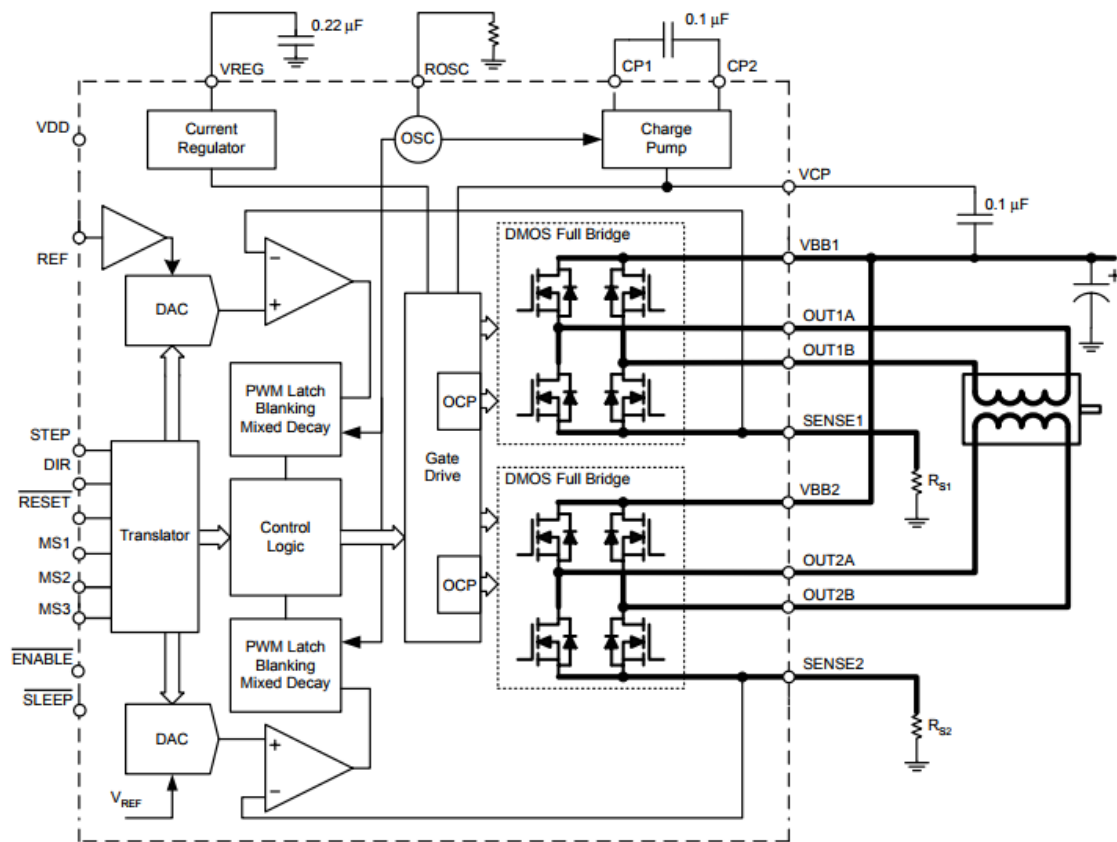 0.22 µF
0.1 µF
VREG
ROSC
CP1
CP2
VDD
Current
Regulator
OSC
Charge
Pump
VCP
0.1 µF
REF
DMOS Full Bridge
VBB1
−
+
DAC
+
OUT1A
OUT1B
PWM Latch
Blanking
Mixed Decay
OCP
SENSE1
STEP
DIR
RESET
MS1
MS2
MS3
Translator
Control
Logic
Gate
Drive
DMOS Full Bridge
RS1
VBB2
OUT2A
OCP
OUT2B
ENABLE
SLEEP
PWM Latch
Blanking
Mixed Decay
SENSE2
DAC
+
−
RS2
VREF